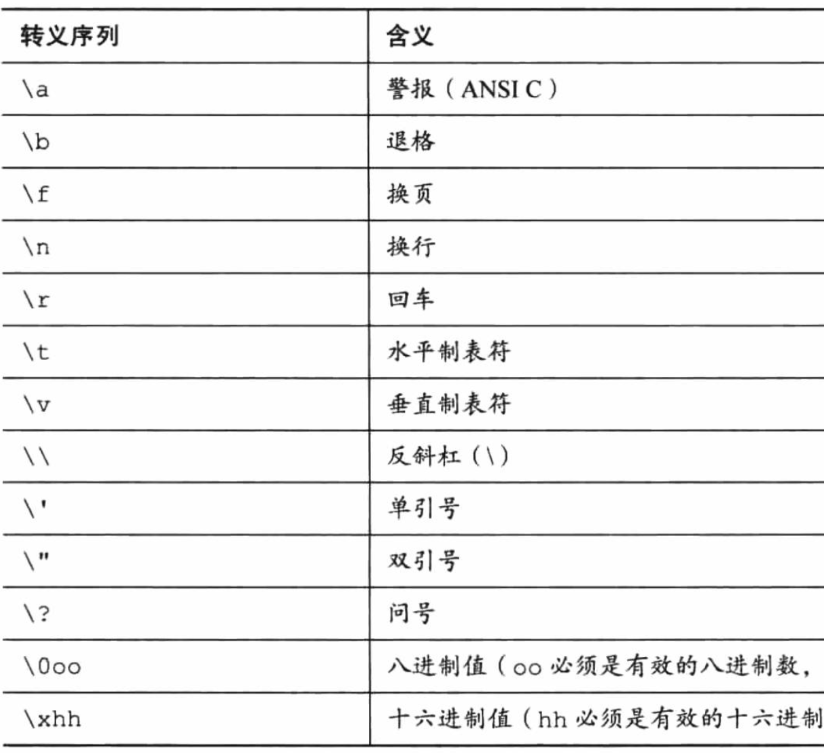 转义序列 含义
\a 警报（ANSI C）
\b 退格
\f 换页
\n 换行
\r 回车
\t 水平制表符
\v 垂直制表符
\\ 反斜杠（\）
\' 单引号
\" 双引号
\? 问号
\0oo 八进制值（oo 必须是有效的八进制数，
\xhh 十六进制值（hh 必须是有效的十六进制